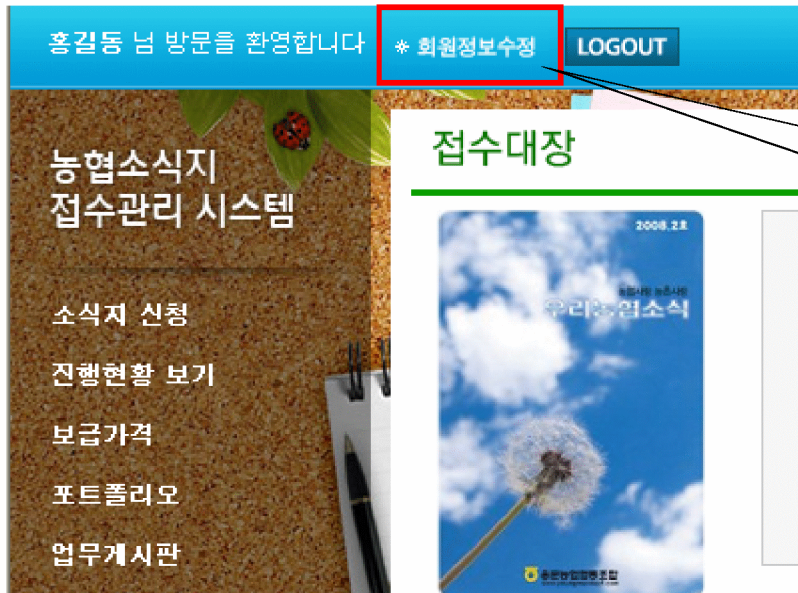 홍길동 님 방문을 환영합니다 ※ 회원정보수정 LOGOUT
농협소식지
접수관리 시스템
소식지 신청
진행현황 보기
보급가격
포트폴리오
업무게시판
접수대장
2008.2호
우리농협소식